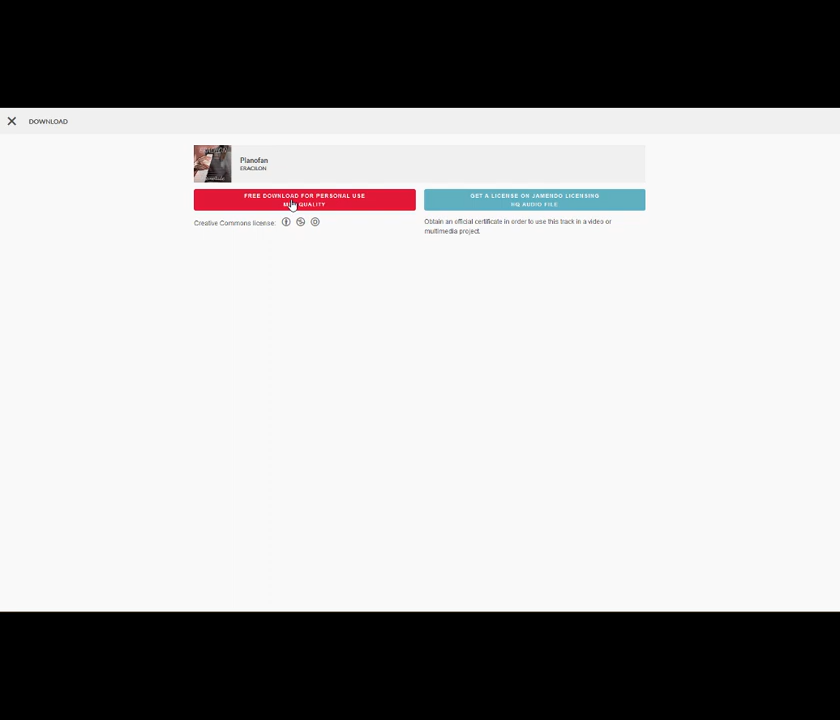 DOWNLOAD
Pianofan
ERACILON
FREE DOWNLOAD FOR PERSONAL USE
QUALITY
GET A LICENSE ON JAMENDO LICENSING
HQ AUDIO FILE
Creative Commons license:
Obtain an official certificate in order to use this track in a video or
multimedia project.